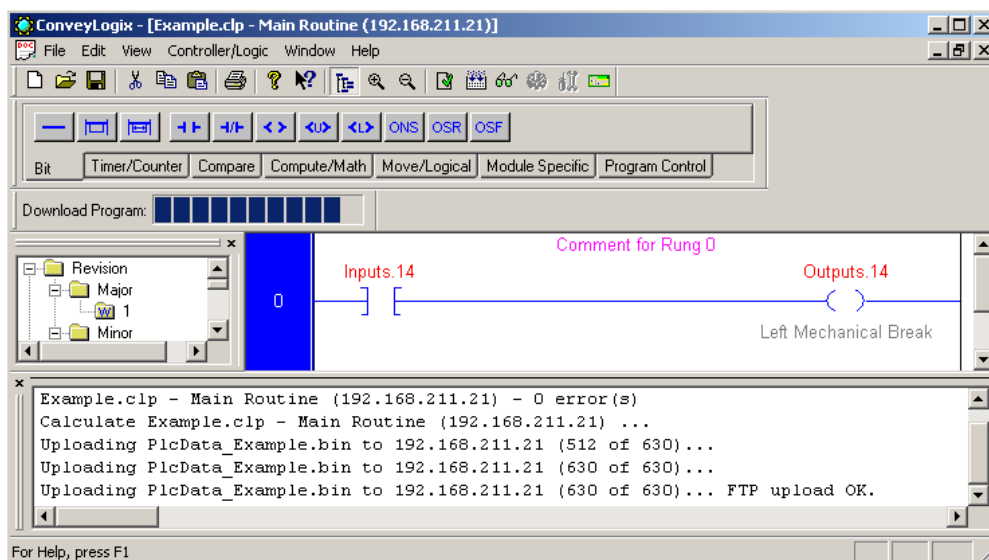 ConveyLogix - [Example.clp - Main Routine (192.168.211.21)]
File Edit View Controller/Logic Window Help
<U> <L> ONS OSR OSF
Bit Timer/Counter Compare Compute/Math Move/Logical Module Specific Program Control
Download Program:
Comment for Rung 0
Revision
Major
1
Minor
0
Inputs.14
Outputs.14
Left Mechanical Break
Example.clp - Main Routine (192.168.211.21) - 0 error(s)
Calculate Example.clp - Main Routine (192.168.211.21) ...
Uploading PlcData_Example.bin to 192.168.211.21 (512 of 630)...
Uploading PlcData_Example.bin to 192.168.211.21 (630 of 630)...
Uploading PlcData_Example.bin to 192.168.211.21 (630 of 630)... FTP upload OK.
For Help, press F1